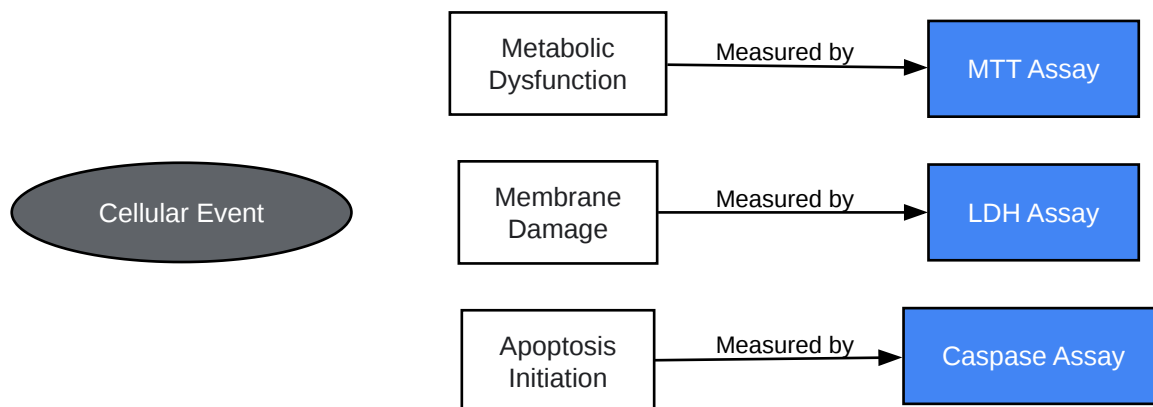 Metabolic
Dysfunction
Measured by
MTT Assay
Cellular Event
Membrane
Damage
Measured by
LDH Assay
Apoptosis
Initiation
Measured by
Caspase Assay